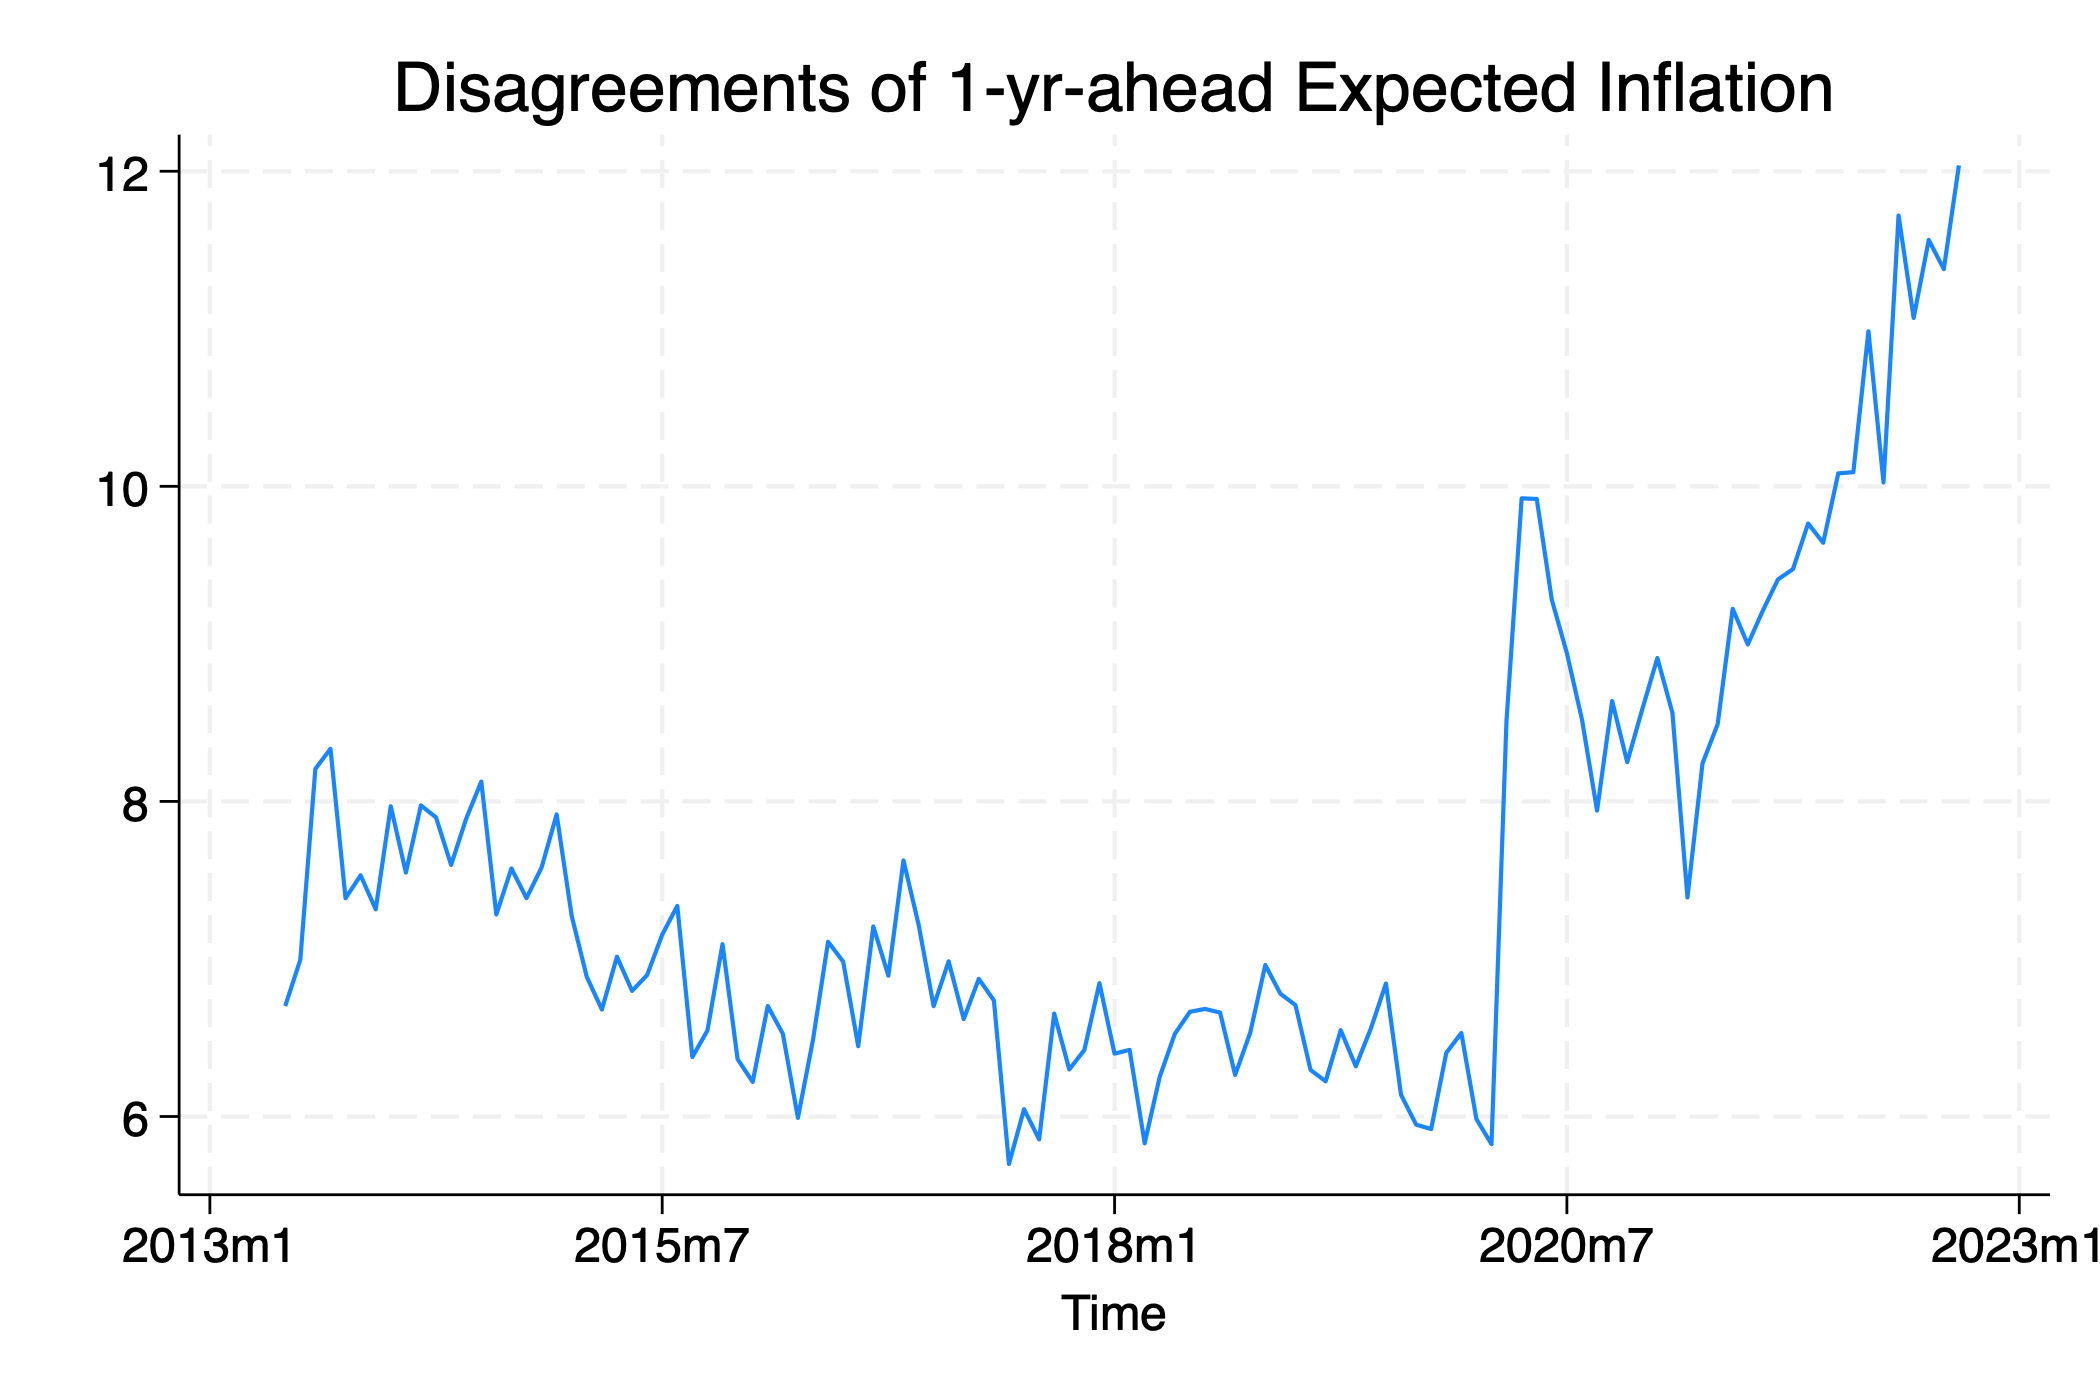 Disagreements of 1-yr-ahead Expected Inflation
12
10
8
6
2013m1 2015m7 2018m1 2020m7 2023m1
Time